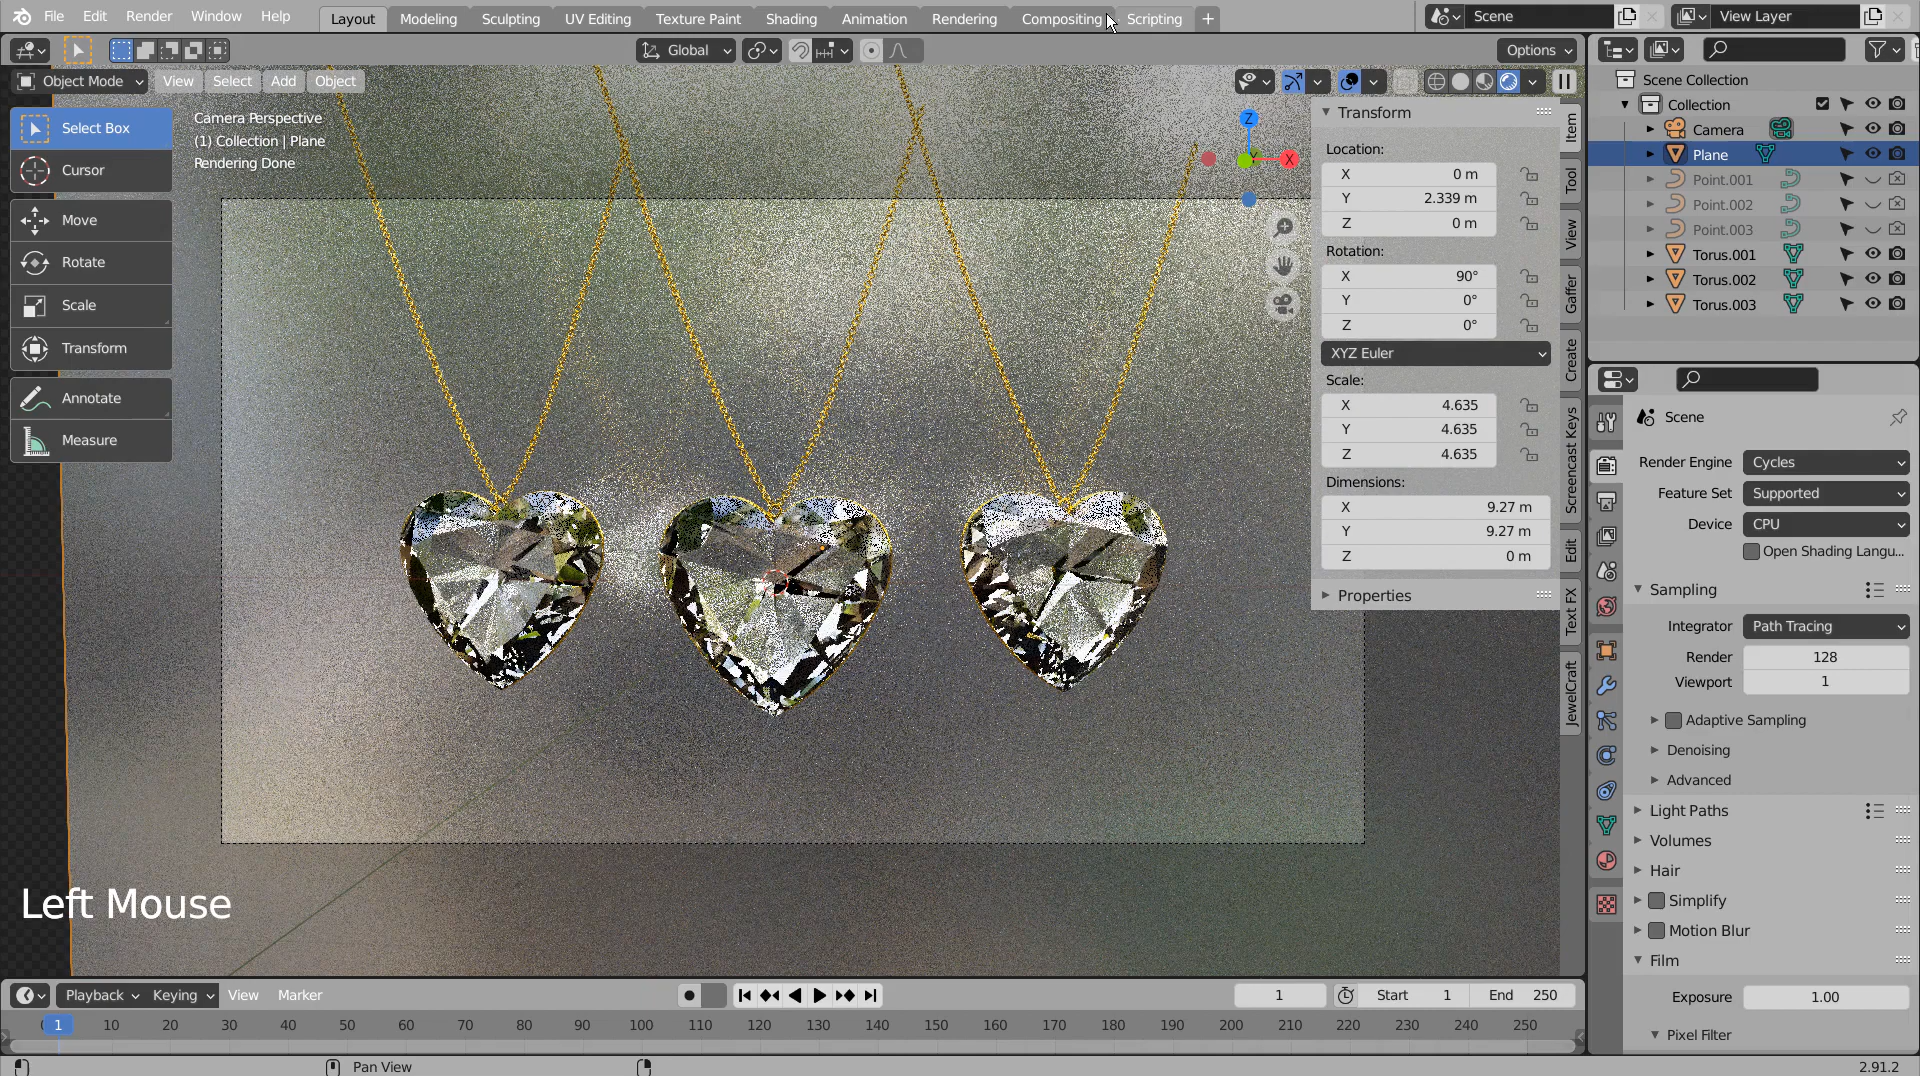 File Edit Render Window Help Layout Modeling Sculpting UV Editing Texture Paint Shading Animation Rendering Compositing Scripting + Scene View Layer
Global Options
Object Mode View Select Add Object
Select Box
Cursor
Move
Rotate
Scale
Transform
Annotate
Measure
Camera Perspective
(1) Collection | Plane
Rendering Done
Z
Y
X
Transform
Location:
X 0 m
Y 2.339 m
Z 0 m
Rotation:
X 90°
Y 0°
Z 0°
XYZ Euler
Scale:
X 4.635
Y 4.635
Z 4.635
Dimensions:
X 9.27 m
Y 9.27 m
Z 0 m
Properties
Item
Tool
View
Gaffer
Create
Screencast Keys
Edit
Text FX
JewelCraft
Scene Collection
Collection
Camera
Plane
Point.001
Point.002
Point.003
Torus.001
Torus.002
Torus.003
Scene
Render Engine Cycles
Feature Set Supported
Device CPU
Open Shading Langu...
Sampling
Integrator Path Tracing
Render 128
Viewport 1
Adaptive Sampling
Denoising
Advanced
Light Paths
Volumes
Hair
Simplify
Motion Blur
Film
Exposure 1.00
Pixel Filter
Left Mouse
Playback Keying View Marker 1 Start 1 End 250
0 1 10 20 30 40 50 60 70 80 90 100 110 120 130 140 150 160 170 180 190 200 210 220 230 240 250
Pan View 2.91.2